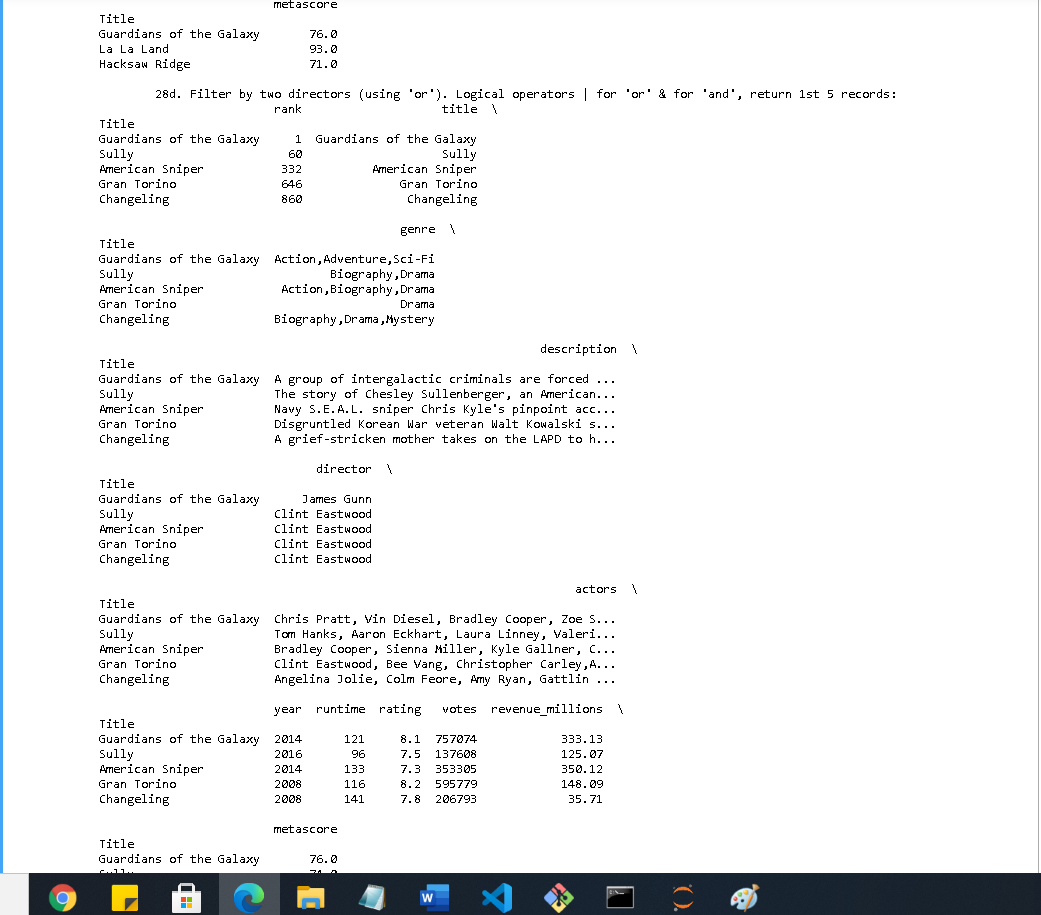 metascore
Title
Guardians of the Galaxy 76.0
La La Land 93.0
Hacksaw Ridge 71.0
28d. Filter by two directors (using 'or'). Logical operators | for 'or' & for 'and', return 1st 5 records:
rank title \
Title
Guardians of the Galaxy 1 Guardians of the Galaxy
Sully 60 Sully
American Sniper 332 American Sniper
Gran Torino 646 Gran Torino
Changeling 860 Changeling
genre \
Title
Guardians of the Galaxy Action,Adventure,Sci-Fi
Sully Biography,Drama
American Sniper Action,Biography,Drama
Gran Torino Drama
Changeling Biography,Drama,Mystery
description \
Title
Guardians of the Galaxy A group of intergalactic criminals are forced ...
Sully The story of Chesley Sullenberger, an American...
American Sniper Navy S.E.A.L. sniper Chris Kyle's pinpoint acc...
Gran Torino Disgruntled Korean War veteran Walt Kowalski s...
Changeling A grief-stricken mother takes on the LAPD to h...
director \
Title
Guardians of the Galaxy James Gunn
Sully Clint Eastwood
American Sniper Clint Eastwood
Gran Torino Clint Eastwood
Changeling Clint Eastwood
actors \
Title
Guardians of the Galaxy Chris Pratt, Vin Diesel, Bradley Cooper, Zoe S...
Sully Tom Hanks, Aaron Eckhart, Laura Linney, Valeri...
American Sniper Bradley Cooper, Sienna Miller, Kyle Gallner, C...
Gran Torino Clint Eastwood, Bee Vang, Christopher Carley,A...
Changeling Angelina Jolie, Colm Feore, Amy Ryan, Gattlin ...
year runtime rating votes revenue_millions \
Title
Guardians of the Galaxy 2014 121 8.1 757074 333.13
Sully 2016 96 7.5 137608 125.07
American Sniper 2014 133 7.3 353305 350.12
Gran Torino 2008 116 8.2 595779 148.09
Changeling 2008 141 7.8 206793 35.71
metascore
Title
Guardians of the Galaxy 76.0